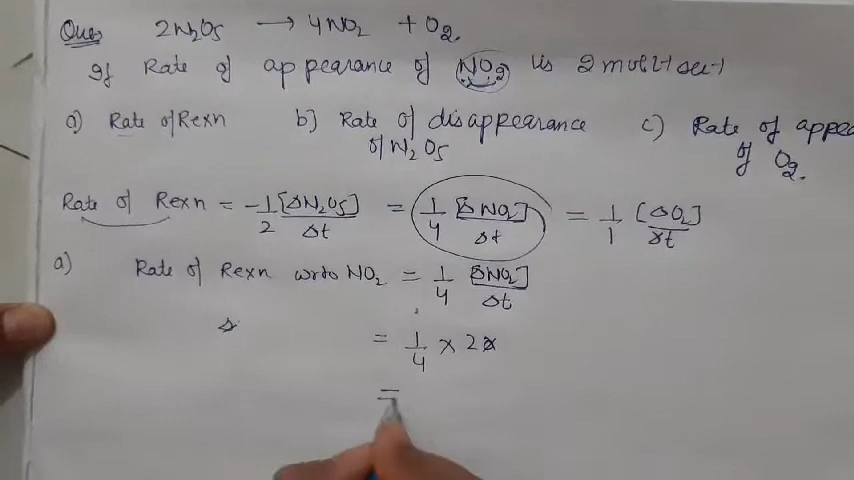 Ques 2N2O5 → 4NO2 + O2.
If Rate of appearance of NO2 is 2 mol L-1 sec-1
a) Rate of Rexn b) Rate of disappearance of N2O5 c) Rate of appea of O2.
Rate of Rexn = -1/2 [ΔN2O5]/Δt = 1/4 [ΔNO2]/Δt = 1/1 [ΔO2]/γt
a) Rate of Rexn wrto NO2 = 1/4 [ΔNO2]/Δt
= 1/4 × 2
=